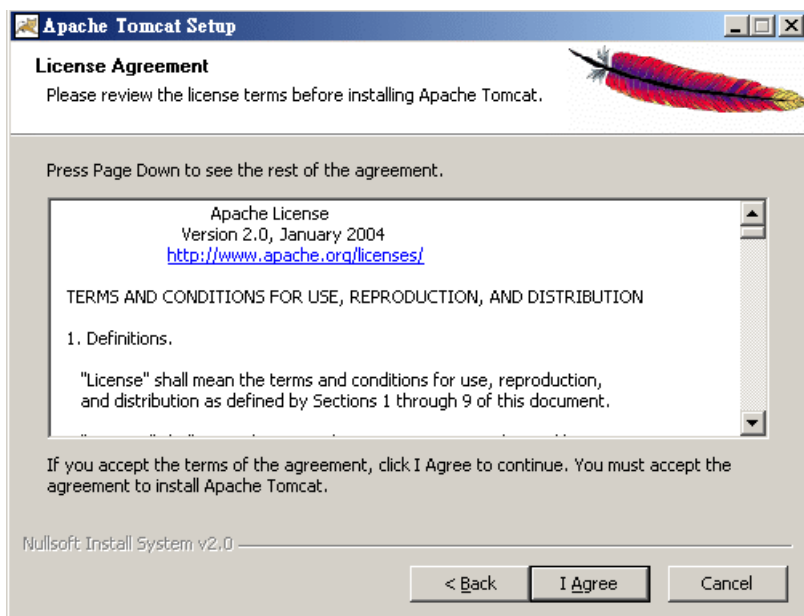 Apache Tomcat Setup
License Agreement
Please review the license terms before installing Apache Tomcat.
Press Page Down to see the rest of the agreement.
Apache License
Version 2.0, January 2004
http://www.apache.org/licenses/
TERMS AND CONDITIONS FOR USE, REPRODUCTION, AND DISTRIBUTION
1. Definitions.
"License" shall mean the terms and conditions for use, reproduction,
and distribution as defined by Sections 1 through 9 of this document.
If you accept the terms of the agreement, click I Agree to continue. You must accept the
agreement to install Apache Tomcat.
Nullsoft Install System v2.0
< Back
I Agree
Cancel